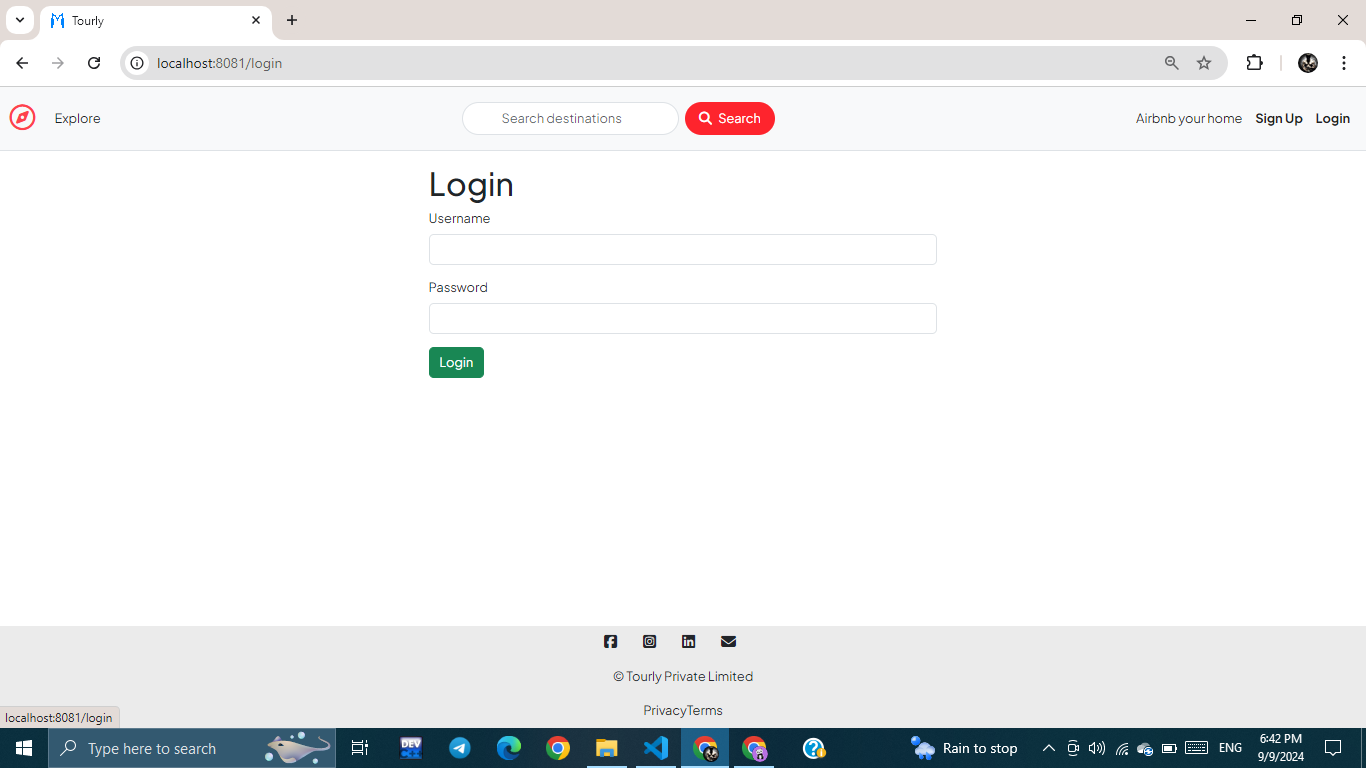 Tourly
localhost:8081/login
Explore
Search destinations
Search
Airbnb your home
Sign Up
Login
Login
Username
Password
Login
© Tourly Private Limited
PrivacyTerms
localhost:8081/login
Type here to search
DEV
Rain to stop
ENG
6:42 PM
9/9/2024